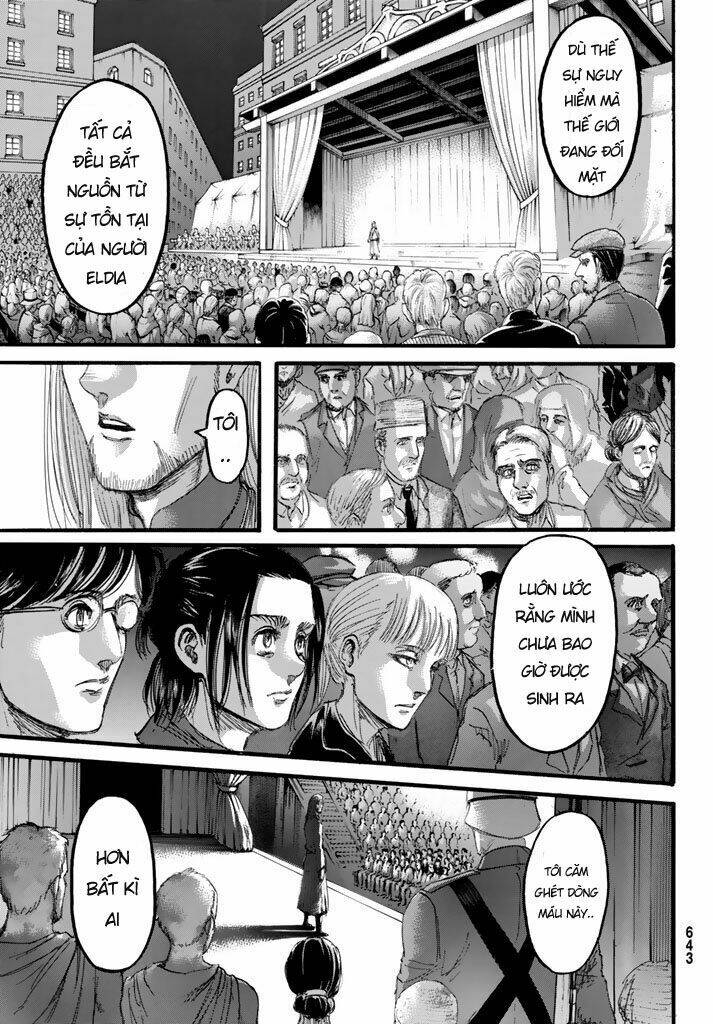 DÙ THẾ
SỰ NGUY
HIỂM MÀ
THẾ GIỚI
ĐANG ĐỐI
MẶT
TẤT CẢ
ĐỀU BẮT
NGUỒN TỪ
SỰ TỒN TẠI
CỦA NGƯỜI
ELDIA
TÔI
..
LUÔN ƯỚC
RẰNG MÌNH
CHƯA BAO
GIỜ ĐƯỢC
SINH RA
TÔI CĂM
GHÉT DÒNG
MÁU NÀY..
HƠN
BẤT KÌ
AI
643